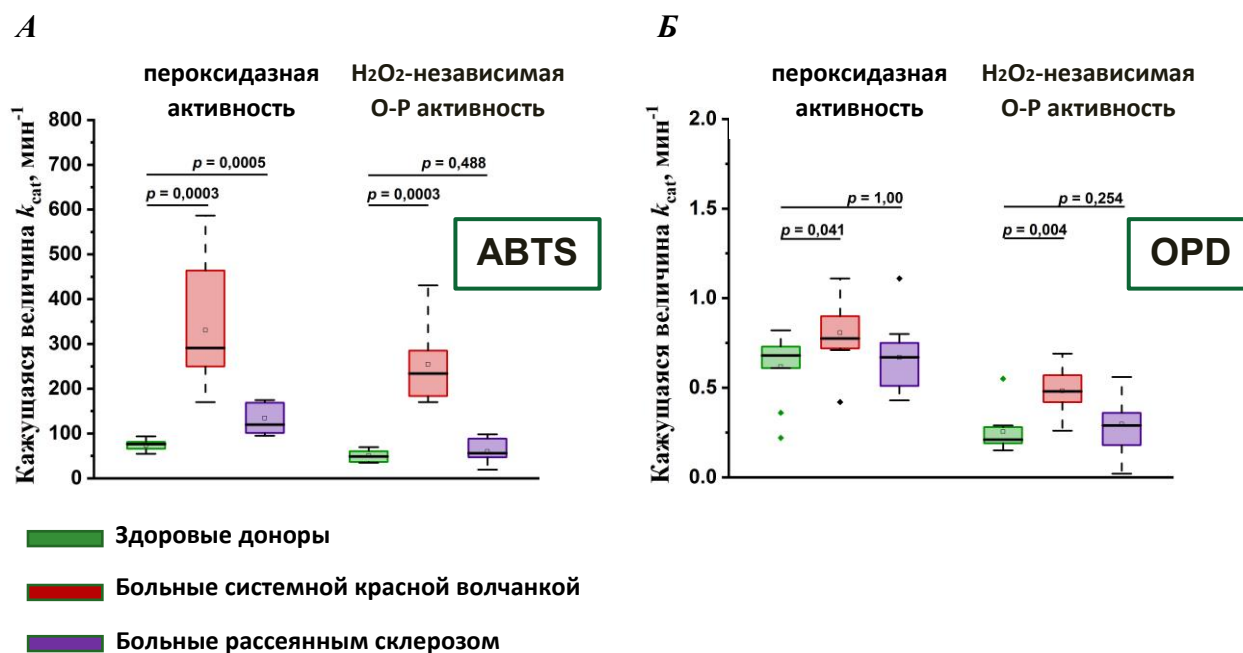 А
пероксидазная
активность
H₂O₂-независимая
О-Р активность
Кажущаяся величина kcat, мин⁻¹
800
700
600
500
400
300
200
100
0
p = 0,0005
p = 0,0003
p = 0,488
p = 0,0003
ABTS
Б
пероксидазная
активность
H₂O₂-независимая
О-Р активность
Кажущаяся величина kcat, мин⁻¹
2.0
1.5
1.0
0.5
0.0
p = 1,00
p = 0,041
p = 0,254
p = 0,004
OPD
Здоровые доноры
Больные системной красной волчанкой
Больные рассеянным склерозом